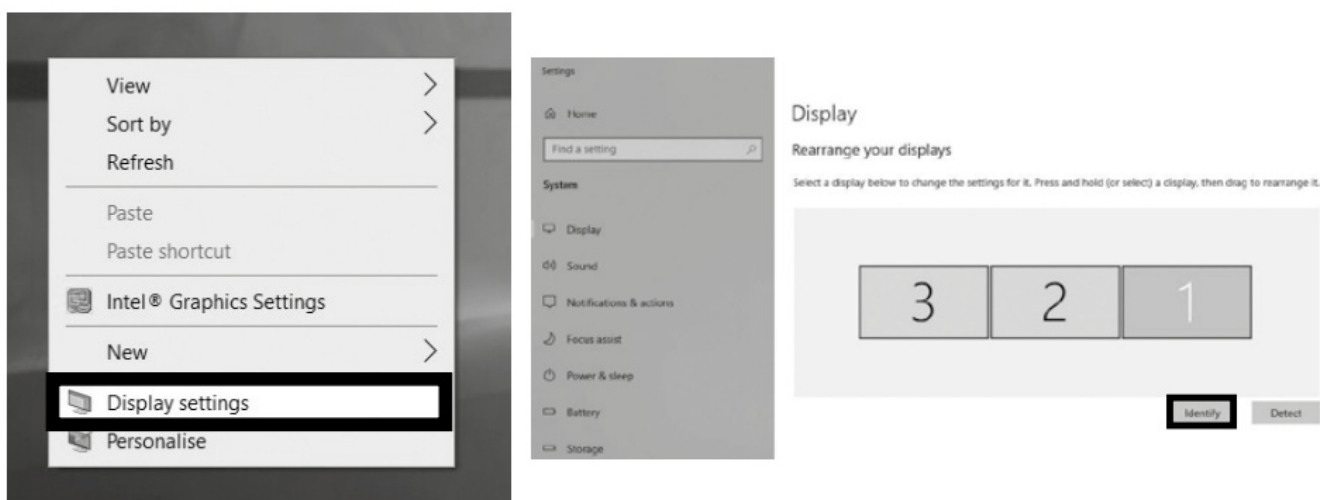 View
Sort by
Refresh
Paste
Paste shortcut
Intel® Graphics Settings
New
Display settings
Personalise
Settings
Home
Find a setting
System
Display
Sound
Notifications & actions
Focus assist
Power & sleep
Battery
Storage
Display
Rearrange your displays
Select a display below to change the settings for it. Press and hold (or select) a display, then drag to rearrange it.
3 2 1
Identify Detect